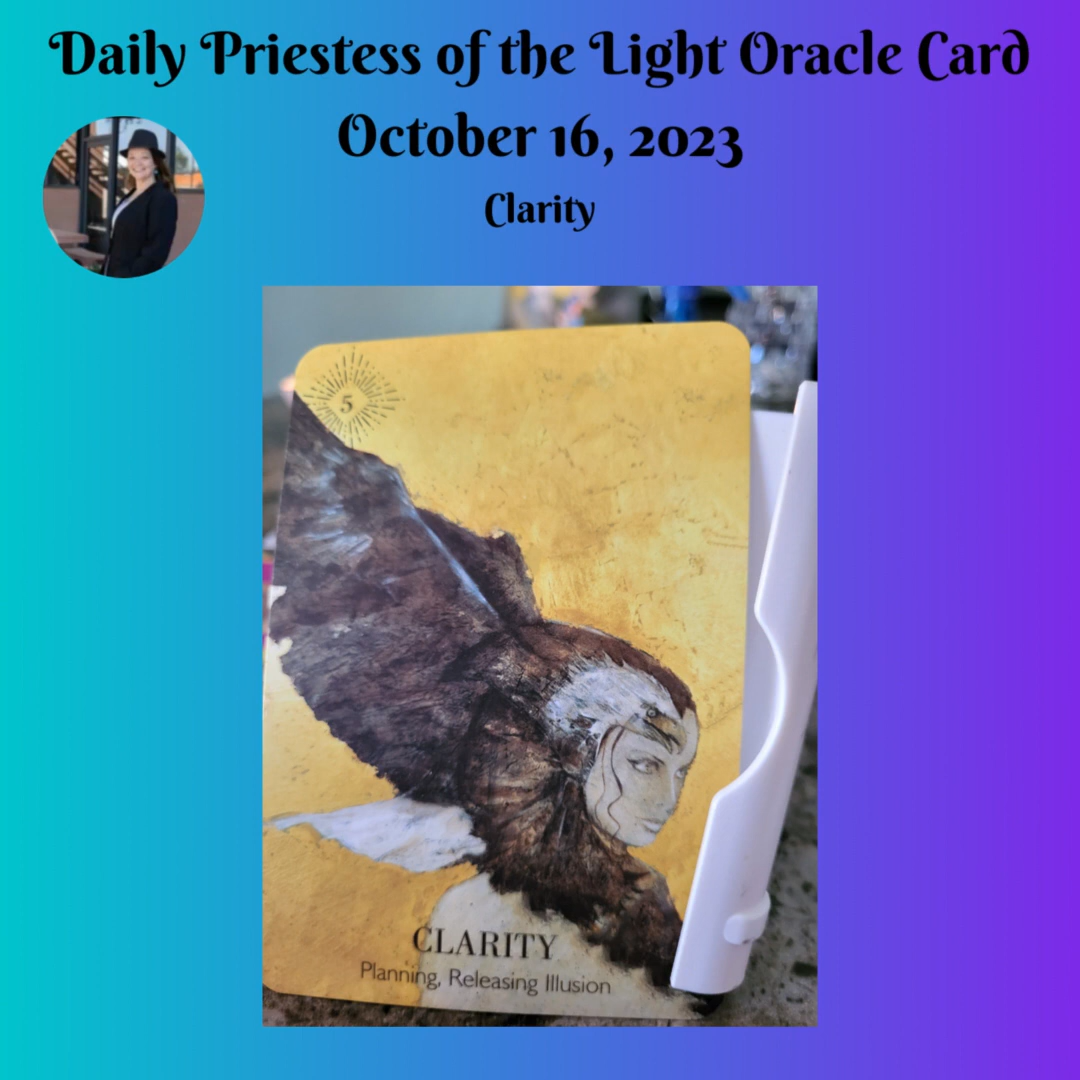 Daily Priestess of the Light Oracle Card
October 16, 2023
Clarity
5
CLARITY
Planning, Releasing Illusion